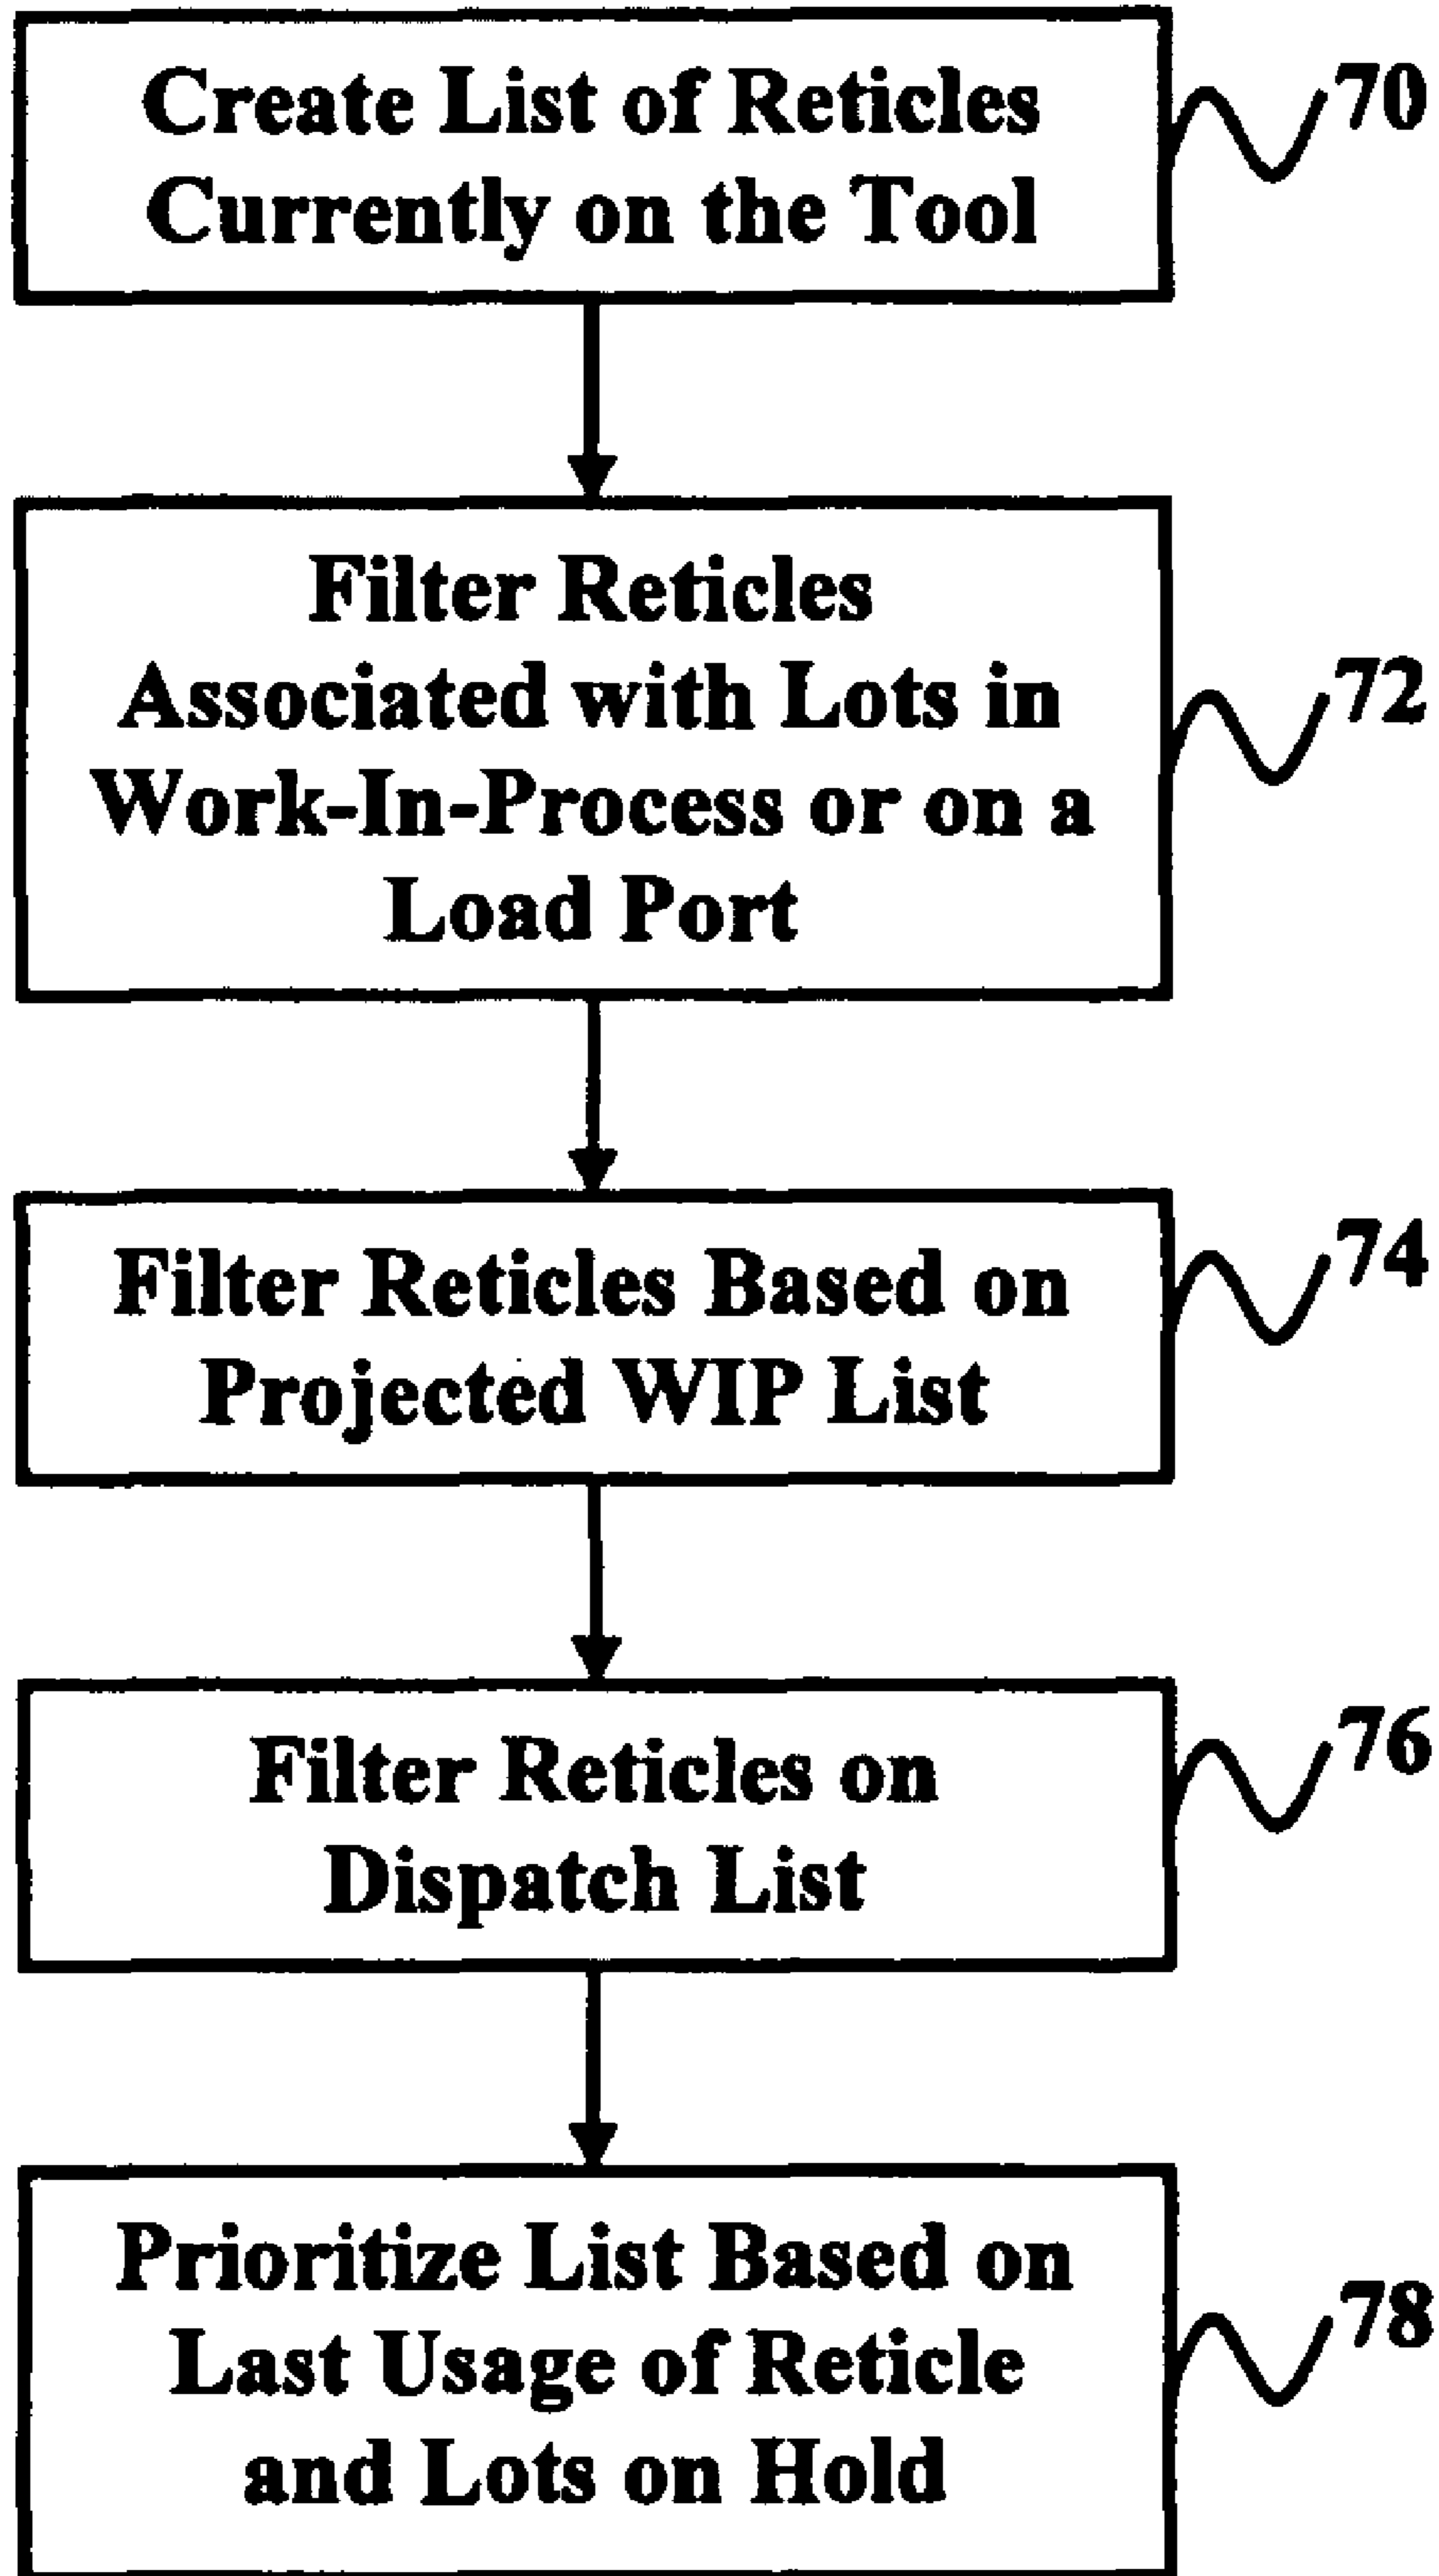 Create List of Reticles
Currently on the Tool
70
Filter Reticles
Associated with Lots in
Work-In-Process or on a
Load Port
72
Filter Reticles Based on
Projected WIP List
74
Filter Reticles on
Dispatch List
76
Prioritize List Based on
Last Usage of Reticle
and Lots on Hold
78